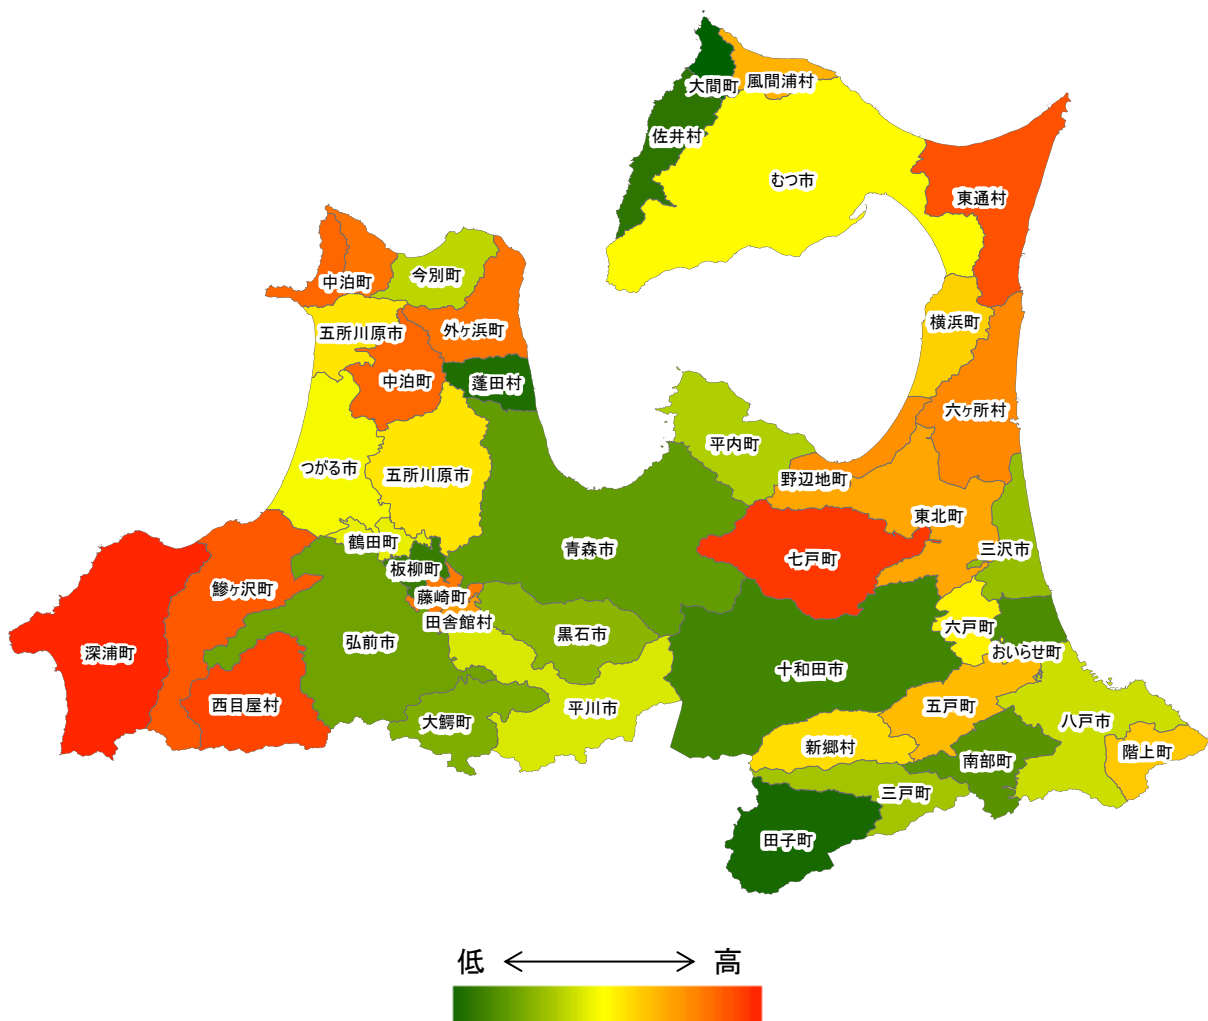 大間町
風間浦村
佐井村
むつ市
東通村
中泊町
今別町
五所川原市
外ヶ浜町
横浜町
中泊町
蓬田村
六ヶ所村
平内町
つがる市
五所川原市
野辺地町
東北町
鶴田町
青森市
三沢市
七戸町
板柳町
鰺ヶ沢町
藤崎町
田舎館村
黒石市
六戸町
弘前市
深浦町
おいらせ町
十和田市
西目屋村
平川市
五戸町
大鰐町
八戸市
新郷村
階上町
南部町
三戸町
田子町
低 高